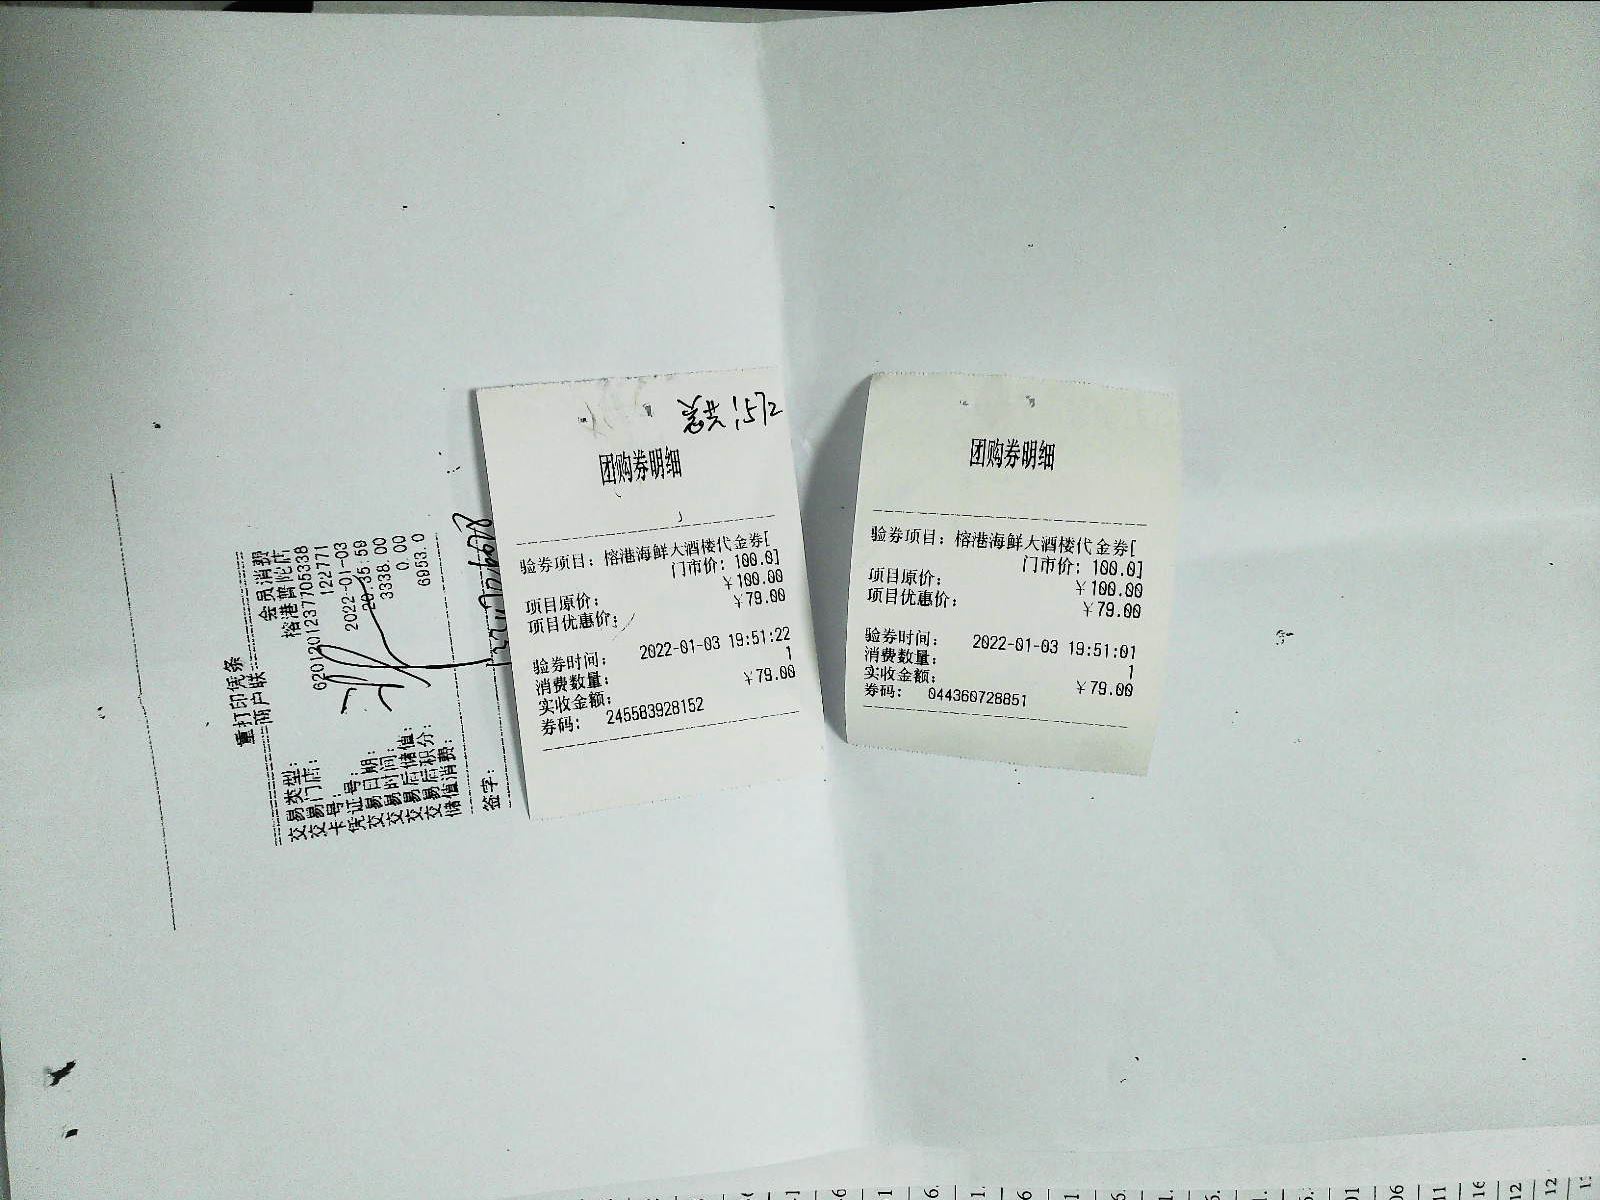 重打印凭条
商户联
交易类型: 会员消费
交易门店: 榕港普陀店
卡号: 6201201237705338
凭证号: 122771
交易日期: 2022-01-03
交易时间: 20:35:59
交易后储值: 3338.00
交易后积分: 0.00
储值消费: 6953.0
签字:
团购券明细
验券项目: 榕港海鲜大酒楼代金券[
门市价: 100.0]
项目原价: ¥100.00
项目优惠价: ¥79.00
验券时间: 2022-01-03 19:51:22
消费数量: 1
实收金额: ¥79.00
券码: 245583928152
团购券明细
验券项目: 榕港海鲜大酒楼代金券[
门市价: 100.0]
项目原价: ¥100.00
项目优惠价: ¥79.00
验券时间: 2022-01-03 19:51:01
消费数量: 1
实收金额: ¥79.00
券码: 044360728851